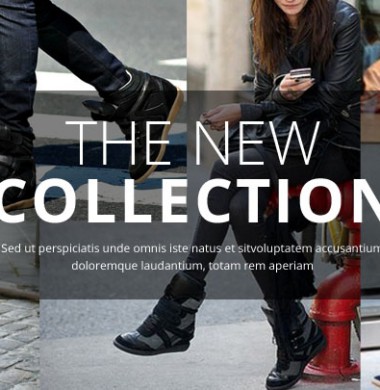 THE NEW
COLLECTION
Sed ut perspiciatis unde omnis iste natus et sitvoluptatem accusantium
doloremque laudantium, totam rem aperiam